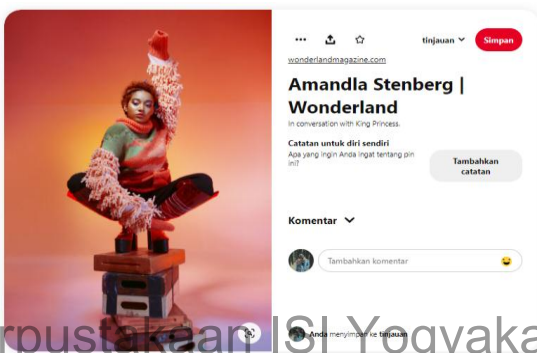 tinjauan
Simpan
wonderlandmagazine.com
Amandla Stenberg |
Wonderland
In conversation with King Princess.
Catatan untuk diri sendiri
Apa yang ingin Anda ingat tentang pin
ini?
Tambahkan
catatan
Komentar
Tambahkan komentar
Anda menyimpan ke tinjauan
rpustakaan ISI Yogyaka